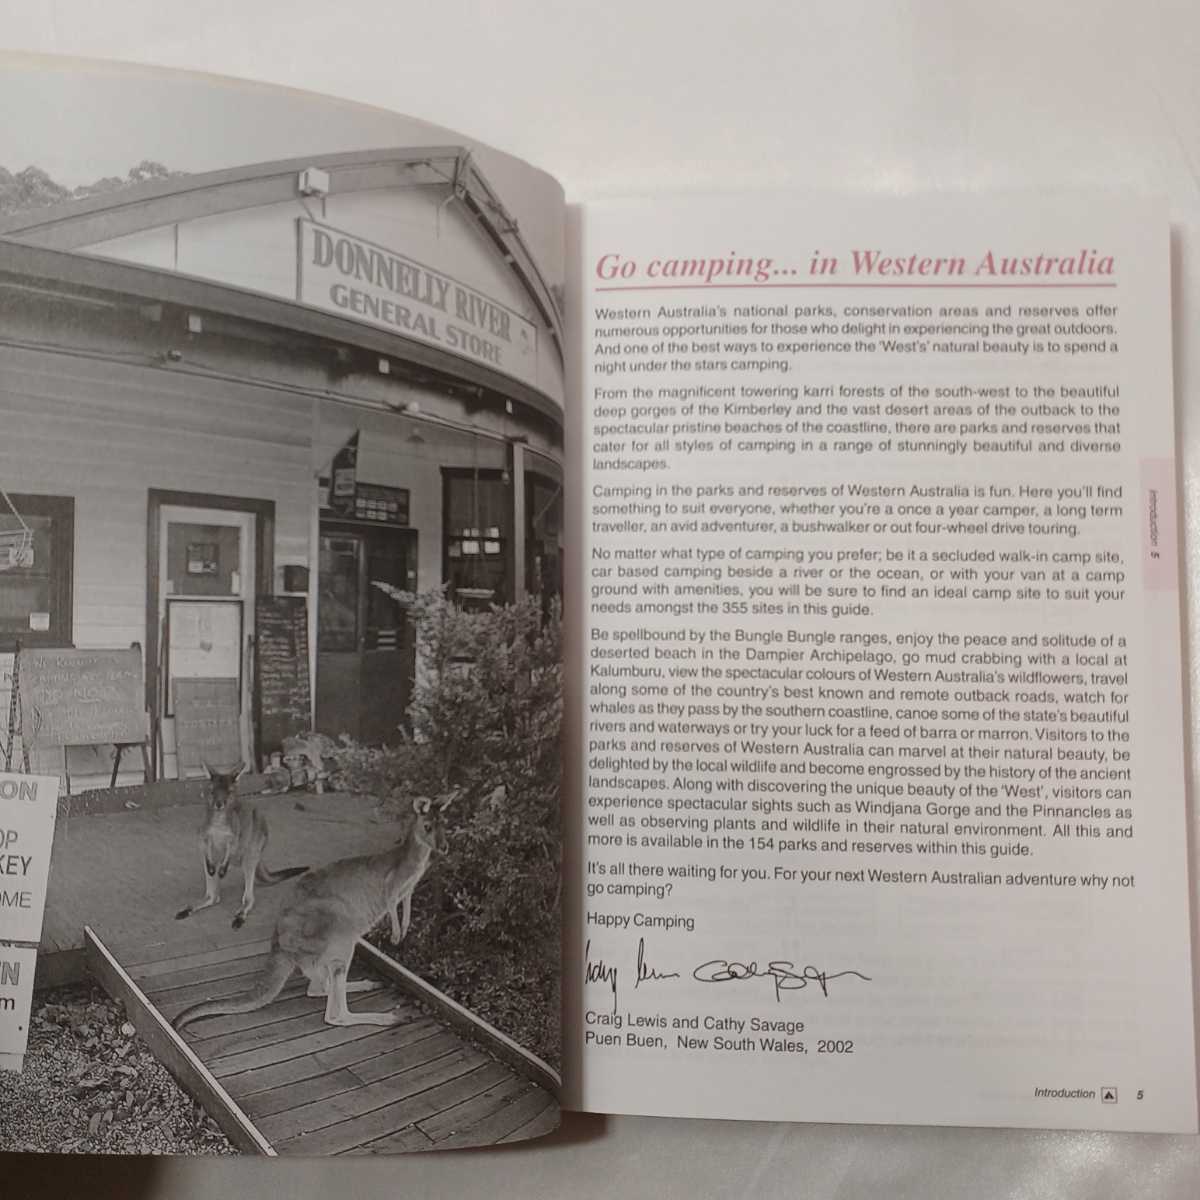 DONNELLY RIVER
GENERAL STORE
ON
OP
KEY
OME
Go camping... in Western Australia
Western Australia's national parks, conservation areas and reserves offer
numerous opportunities for those who delight in experiencing the great outdoors.
And one of the best ways to experience the 'West's' natural beauty is to spend a
night under the stars camping.
From the magnificent towering karri forests of the south-west to the beautiful
deep gorges of the Kimberley and the vast desert areas of the outback to the
spectacular pristine beaches of the coastline, there are parks and reserves that
cater for all styles of camping in a range of stunningly beautiful and diverse
landscapes.
Camping in the parks and reserves of Western Australia is fun. Here you'll find
something to suit everyone, whether you're a once a year camper, a long term
traveller, an avid adventurer, a bushwalker or out four-wheel drive touring.
No matter what type of camping you prefer; be it a secluded walk-in camp site,
car based camping beside a river or the ocean, or with your van at a camp
ground with amenities, you will be sure to find an ideal camp site to suit your
needs amongst the 355 sites in this guide.
Be spellbound by the Bungle Bungle ranges, enjoy the peace and solitude of a
deserted beach in the Dampier Archipelago, go mud crabbing with a local at
Kalumburu, view the spectacular colours of Western Australia's wildflowers, travel
along some of the country's best known and remote outback roads, watch for
whales as they pass by the southern coastline, canoe some of the state's beautiful
rivers and waterways or try your luck for a feed of barra or marron. Visitors to the
parks and reserves of Western Australia can marvel at their natural beauty, be
delighted by the local wildlife and become engrossed by the history of the ancient
landscapes. Along with discovering the unique beauty of the 'West', visitors can
experience spectacular sights such as Windjana Gorge and the Pinnancles as
well as observing plants and wildlife in their natural environment. All this and
more is available in the 154 parks and reserves within this guide.
It's all there waiting for you. For your next Western Australian adventure why not
go camping?
Happy Camping
Craig Lewis and Cathy Savage
Puen Buen, New South Wales, 2002
Introduction 5
Introduction 5